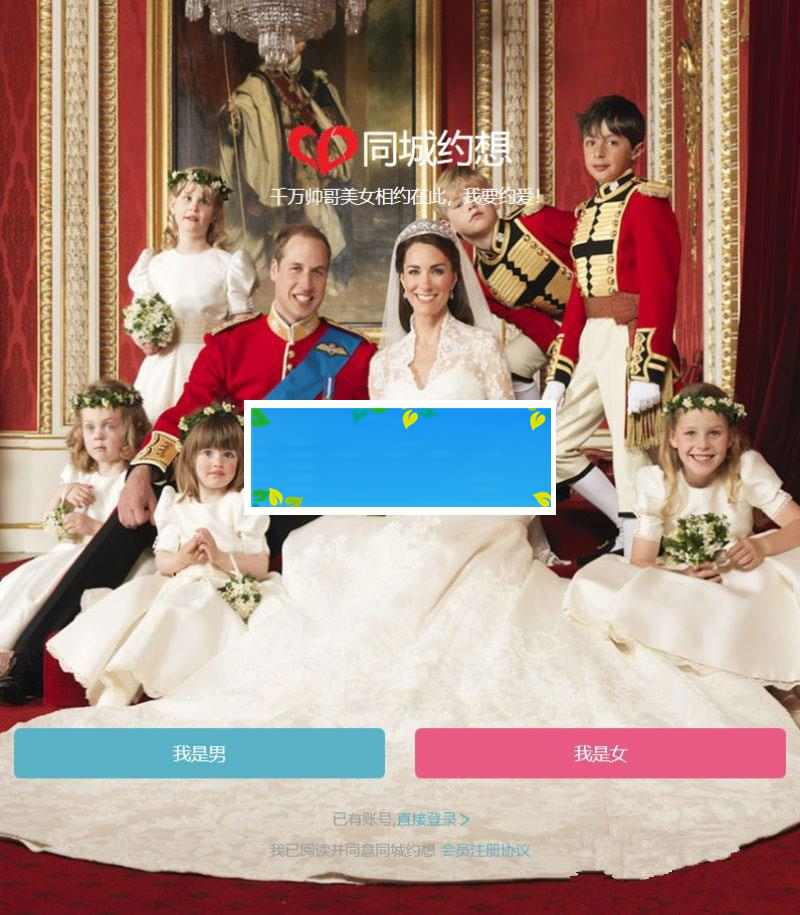 同城约想
千万帅哥美女相约在此，我要约爱！
我是男
我是女
已有账号,直接登录
我已阅读并同意同城约想 会员注册协议